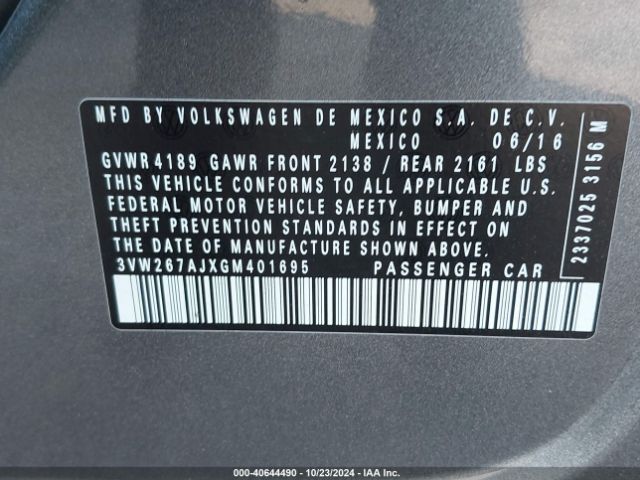 MFD BY VOLKSWAGEN DE MEXICO S.A. DE C.V.
MEXICO 06/16
GVWR 4189 GAWR FRONT 2138 / REAR 2161 LBS
THIS VEHICLE CONFORMS TO ALL APPLICABLE U.S.
FEDERAL MOTOR VEHICLE SAFETY, BUMPER AND
THEFT PREVENTION STANDARDS IN EFFECT ON
THE DATE OF MANUFACTURE SHOWN ABOVE.
3VW267AJXGM401695 PASSENGER CAR
2337025 3156 M
© - 40644490 - 10/23/2024 - IAA Inc.